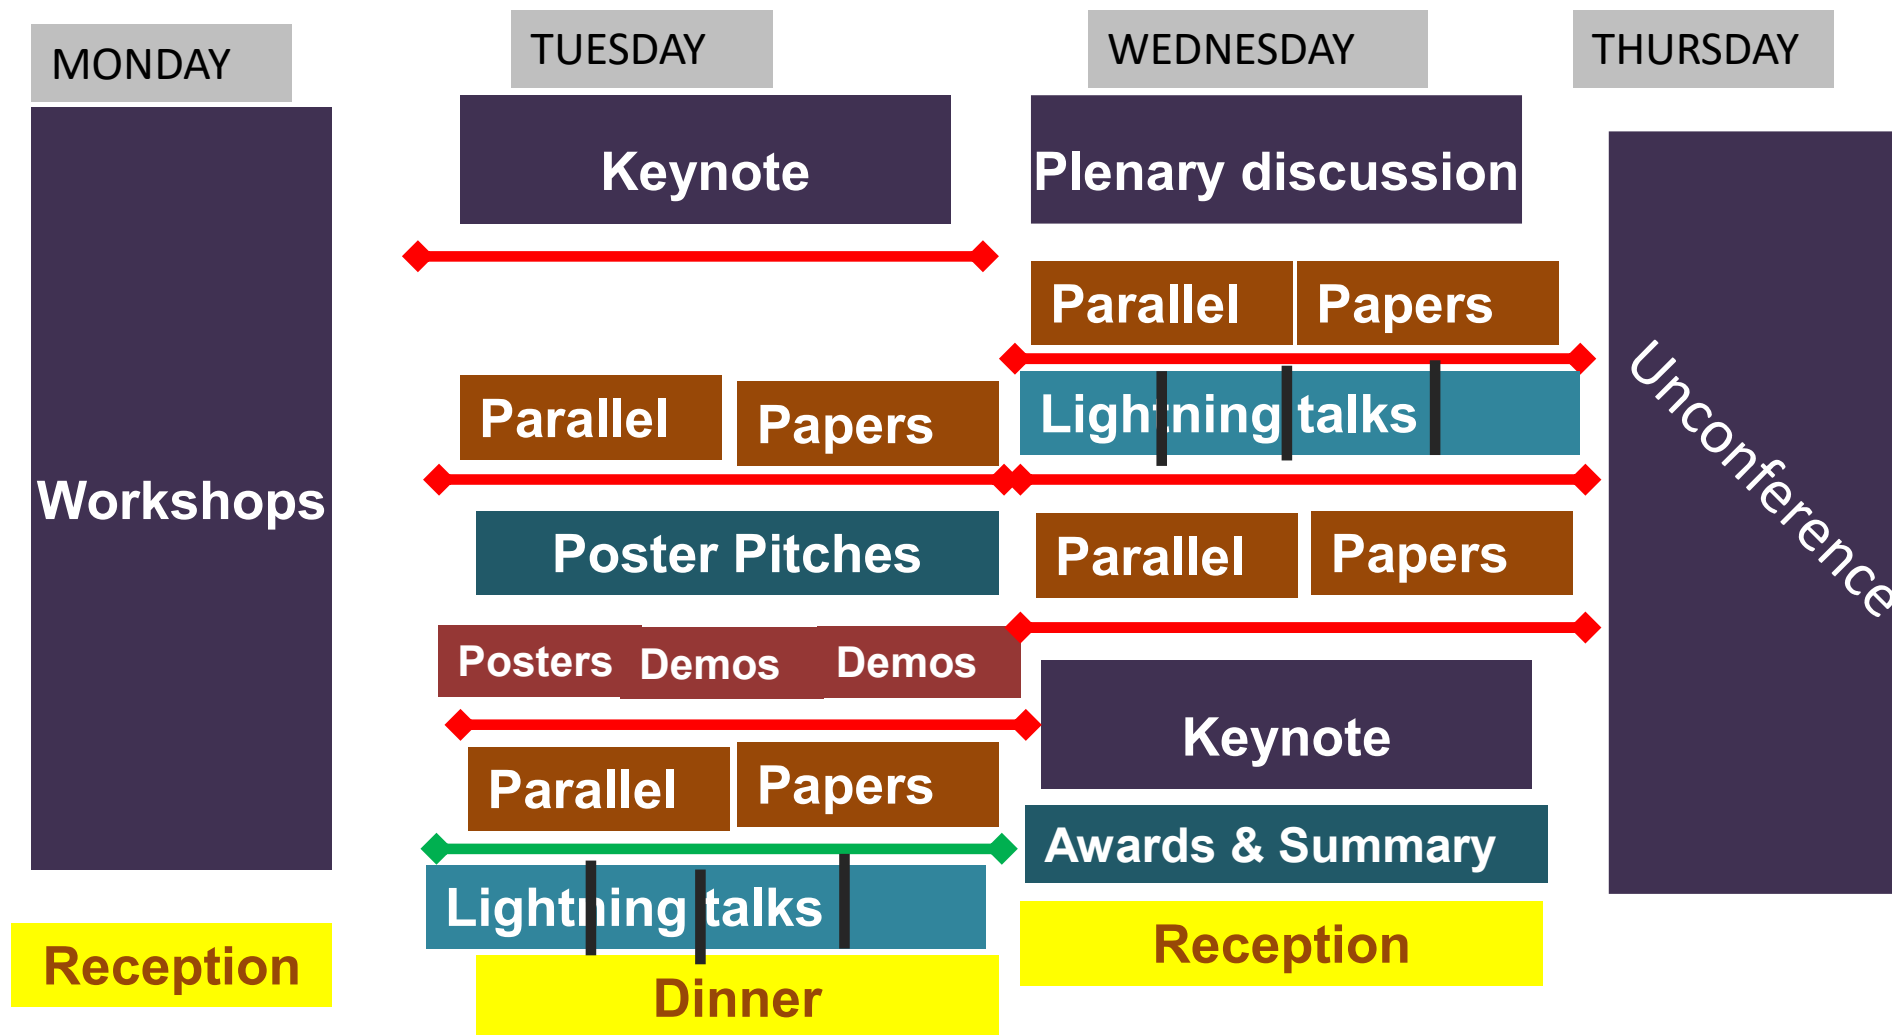 MONDAY
Workshops
Reception
TUESDAY
Keynote
Parallel Papers
Poster Pitches
Posters Demos Demos
Parallel Papers
Lightning talks
Dinner
WEDNESDAY
Plenary discussion
Parallel Papers
Lightning talks
Parallel Papers
Keynote
Awards & Summary
Reception
THURSDAY
Unconference